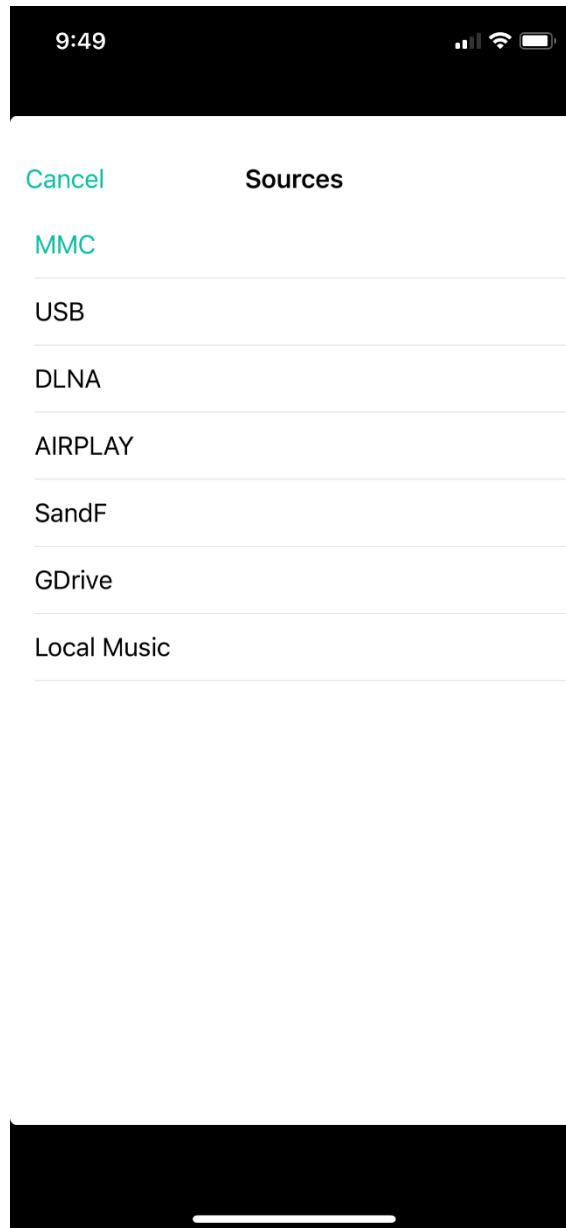 9:49
Cancel Sources
MMC
USB
DLNA
AIRPLAY
SandF
GDrive
Local Music